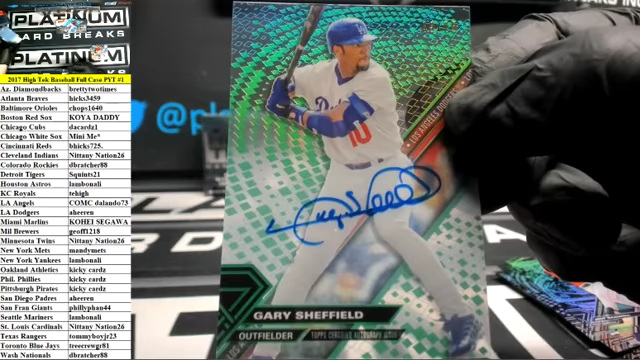 PLATINUM
CARD BREAKS
PLATINUM
2017 High Tek Baseball Full Case PYT #1
Az. Diamondbacks brettytwotimes
Atlanta Braves hicks3459
Baltimore Orioles chops1640
Boston Red Sox KOYA DADDY
Chicago Cubs dacardz1
Chicago White Sox Mini Me*
Cincinnati Reds bhicks725.
Cleveland Indians Nittany Nation26
Colorado Rockies dbratcher88
Detroit Tigers Squints21
Houston Astros lambonali
KC Royals tehigh
LA Angels COMC dalando73
LA Dodgers aheeren
Miami Marlins KOHEI SEGAWA
Mil Brewers geoff1218
Minnesota Twins Nittany Nation26
New York Mets mandymets
New York Yankees lambonali
Oakland Athletics kicky cardz
Phil. Phillies kicky cardz
Pittsburgh Pirates kicky cardz
San Diego Padres aheeren
San Fran Giants phillyphan44
Seattle Mariners lambonali
St. Louis Cardinals Nittany Nation26
Texas Rangers tommyboyjr23
Toronto Blue Jays treecrewgr81
Wash Nationals dbratcher88
@pl
Dodgers
10
LOS ANGELES DODGERS
GARY SHEFFIELD
OUTFIELDER
TOPPS CERTIFIED AUTOGRAPH ISSUE